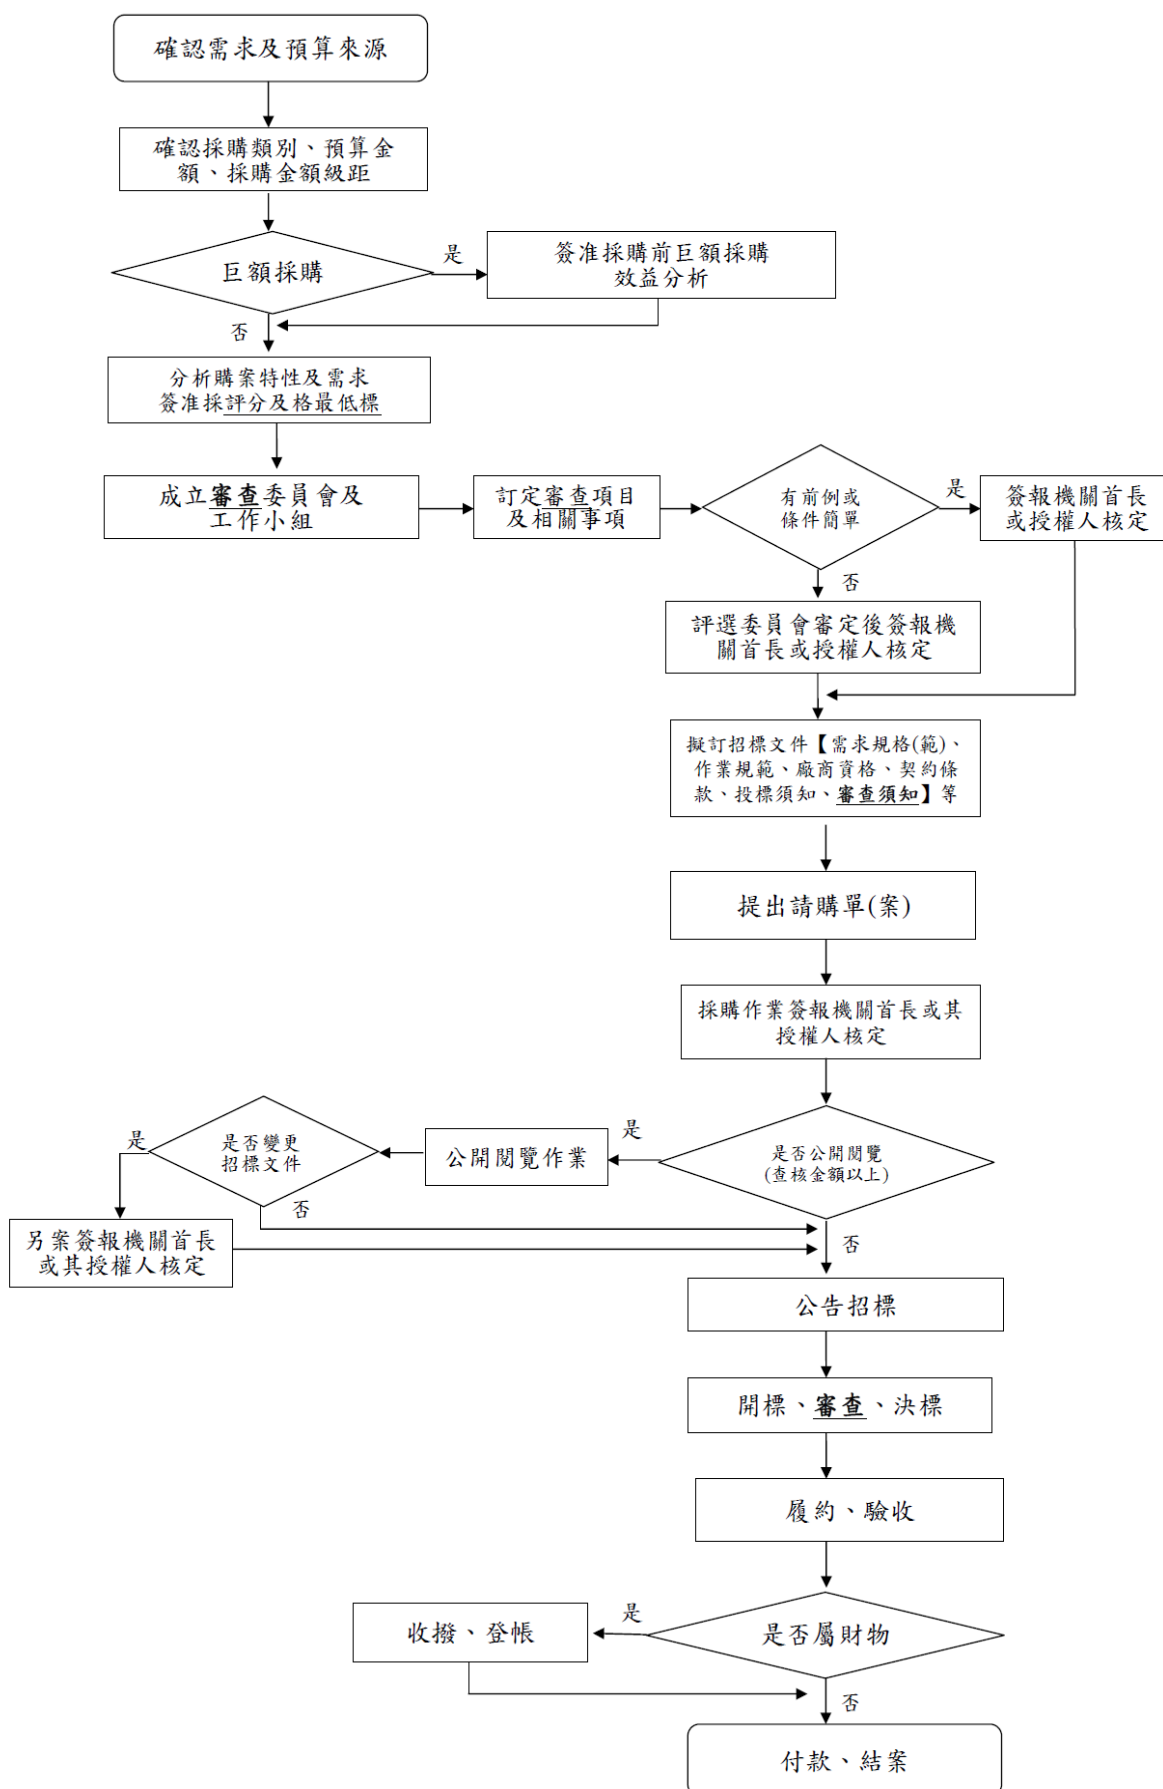 確認需求及預算來源
確認採購類別、預算金
額、採購金額級距
巨額採購
是
簽准採購前巨額採購
效益分析
否
分析購案特性及需求
簽准採評分及格最低標
成立審查委員會及
工作小組
訂定審查項目
及相關事項
有前例或
條件簡單
是
簽報機關首長
或授權人核定
否
評選委員會審定後簽報機
關首長或授權人核定
擬訂招標文件【需求規格(範)、
作業規範、廠商資格、契約條
款、投標須知、審查須知】等
提出請購單(案)
採購作業簽報機關首長或其
授權人核定
是否公開閱覽
(查核金額以上)
是
公開閱覽作業
是否變更
招標文件
是
否
另案簽報機關首長
或其授權人核定
否
公告招標
開標、審查、決標
履約、驗收
是否屬財物
是
收撥、登帳
否
付款、結案